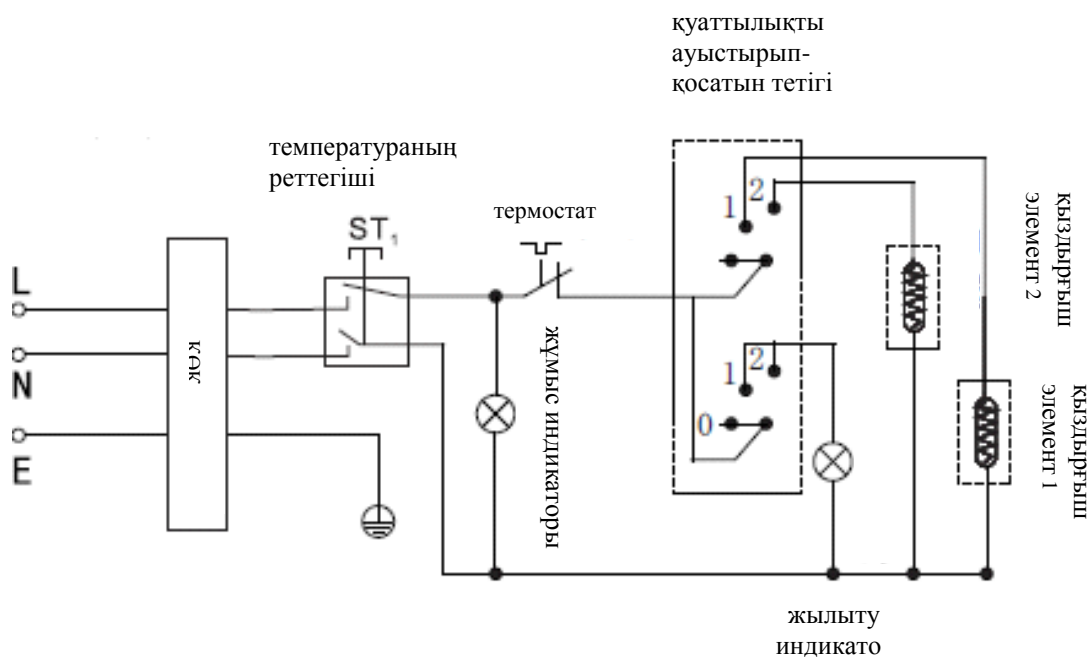 қуаттылықты
ауыстырып-
қосатын тетігі
температураның
реттегіші
термостат
ST₁
1 2
қыздырғыш
элемент 2
L
көк
N
жұмыс индикаторы
1 2
0
қыздырғыш
элемент 1
E
жылыту
индикато